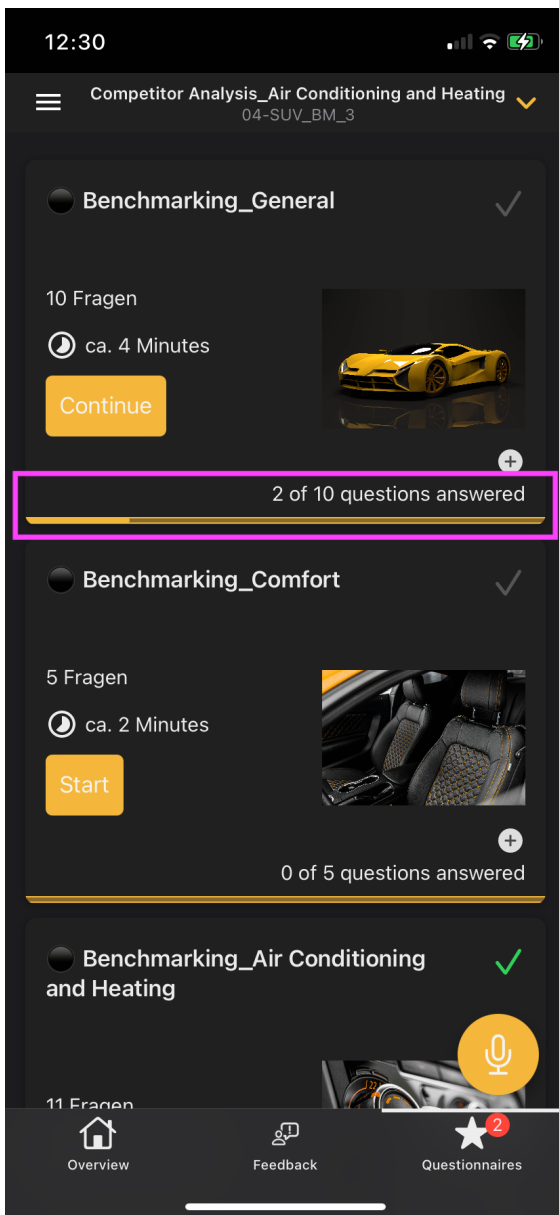 12:30
Competitor Analysis_Air Conditioning and Heating
04-SUV_BM_3
Benchmarking_General
10 Fragen
ca. 4 Minutes
Continue
2 of 10 questions answered
Benchmarking_Comfort
5 Fragen
ca. 2 Minutes
Start
0 of 5 questions answered
Benchmarking_Air Conditioning
and Heating
11 Fragen
22
2
Overview
Feedback
Questionnaires